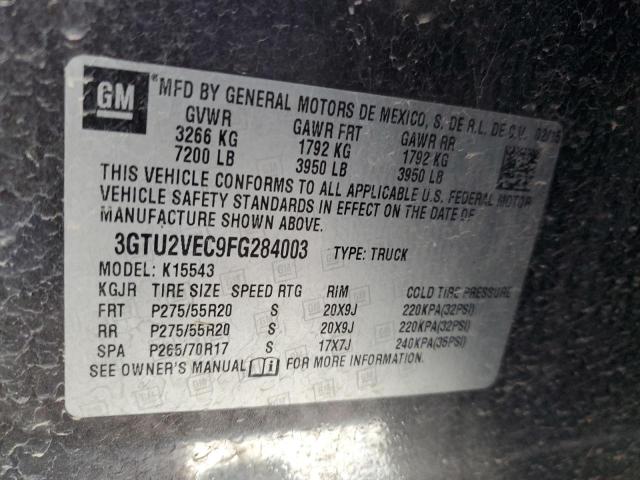 GM
®MFD BY GENERAL MOTORS DE MEXICO, S. DE R.L. DE C.V. 02/15
GVWR GAWR FRT GAWR RR
3266 KG 1792 KG 1792 KG
7200 LB 3950 LB 3950 LB
THIS VEHICLE CONFORMS TO ALL APPLICABLE U.S. FEDERAL MOTOR
VEHICLE SAFETY STANDARDS IN EFFECT ON THE DATE OF
MANUFACTURE SHOWN ABOVE.
3GTU2VEC9FG284003 TYPE: TRUCK
MODEL: K15543
KGJR TIRE SIZE SPEED RTG RIM COLD TIRE PRESSURE
FRT P275/55R20 S 20X9J 220KPA(32PSI)
RR P275/55R20 S 20X9J 220KPA(32PSI)
SPA P265/70R17 S 17X7J 240KPA(35PSI)
SEE OWNER'S MANUAL i FOR MORE INFORMATION.